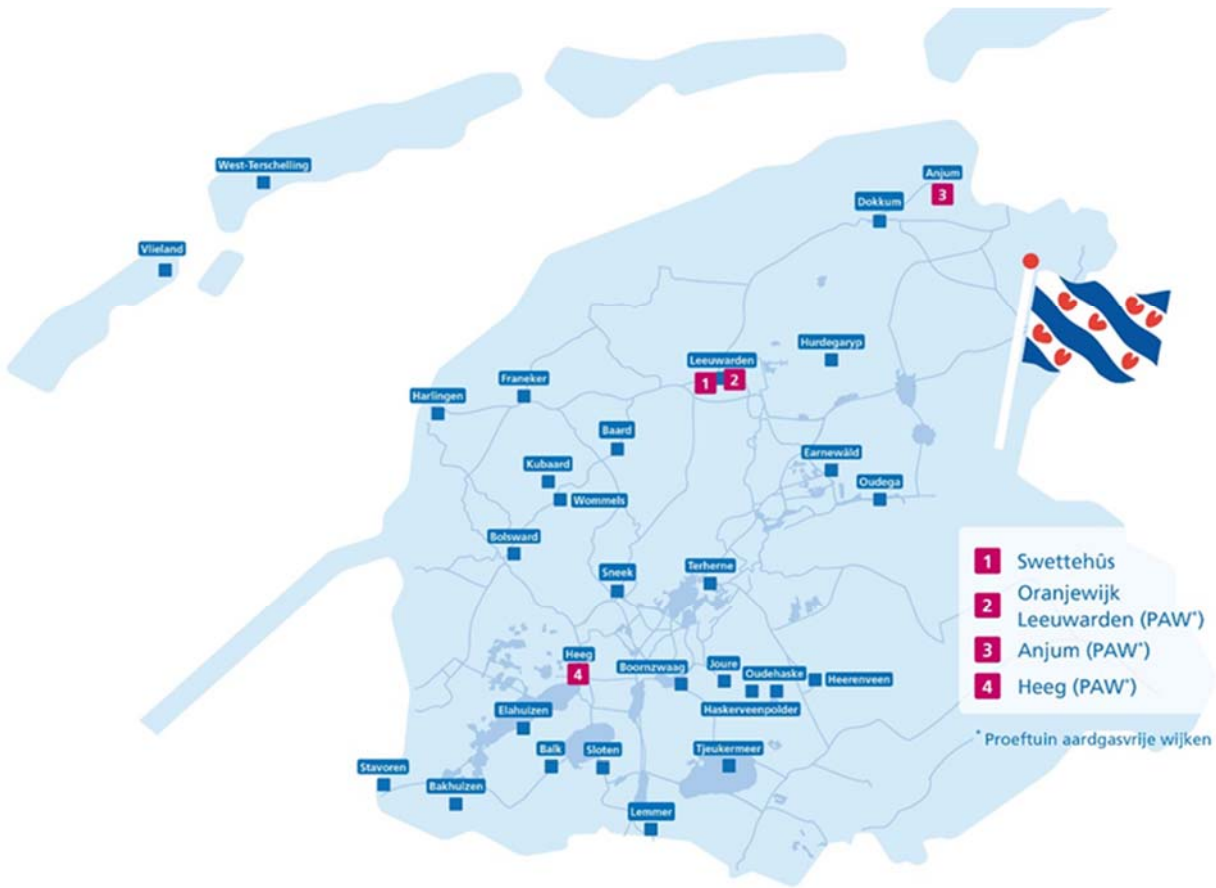 West-Terschelling
Anjum
3
Dokkum
Vlieland
Hurdegaryp
Leeuwarden
1 2
Franeker
Harlingen
Baard
Earnewâld
Kubaard
Oudega
Wommels
Bolsward
Sneek
Terherne
1 Swettehûs
2 Oranjewijk
Leeuwarden (PAW*)
3 Anjum (PAW*)
4 Heeg (PAW*)
* Proeftuin aardgasvrije wijken
Heeg
4
Boornzwaag
Joure
Oudehaske
Heerenveen
Haskerveenpolder
Elahuizen
Balk
Sloten
Tjeukermeer
Stavoren
Bakhuizen
Lemmer